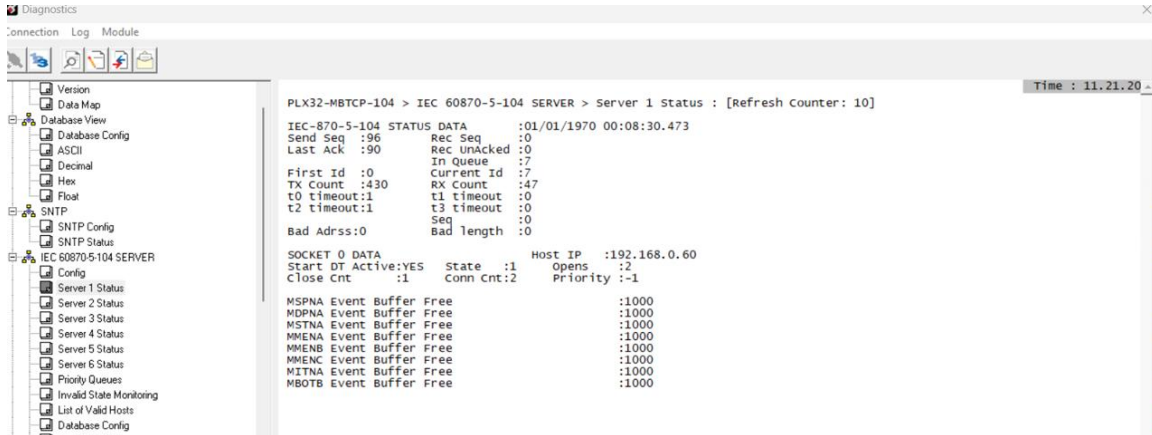 Diagnostics
Connection Log Module
Version
Data Map
Database View
Database Config
ASCII
Decimal
Hex
Float
SNTP
SNTP Config
SNTP Status
IEC 60870-5-104 SERVER
Config
Server 1 Status
Server 2 Status
Server 3 Status
Server 4 Status
Server 5 Status
Server 6 Status
Priority Queues
Invalid State Monitoring
List of Valid Hosts
Database Config
Time : 11.21.20
PLX32-MBTCP-104 > IEC 60870-5-104 SERVER > Server 1 Status : [Refresh Counter: 10]
IEC-870-5-104 STATUS DATA :01/01/1970 00:08:30.473
Send Seq :96 Rec Seq :0
Last Ack :90 Rec UnAcked :0
In Queue :7
First Id :0 Current Id :7
TX Count :430 RX Count :47
t0 timeout:1 t1 timeout :0
t2 timeout:1 t3 timeout :0
Seq :0
Bad Adrss:0 Bad length :0
SOCKET 0 DATA Host IP :192.168.0.60
Start DT Active:YES State :1 Opens :2
Close Cnt :1 Conn Cnt:2 Priority :-1
MSPNA Event Buffer Free :1000
MDPNA Event Buffer Free :1000
MSTNA Event Buffer Free :1000
MMENA Event Buffer Free :1000
MMENB Event Buffer Free :1000
MMENC Event Buffer Free :1000
MITNA Event Buffer Free :1000
MBOTB Event Buffer Free :1000